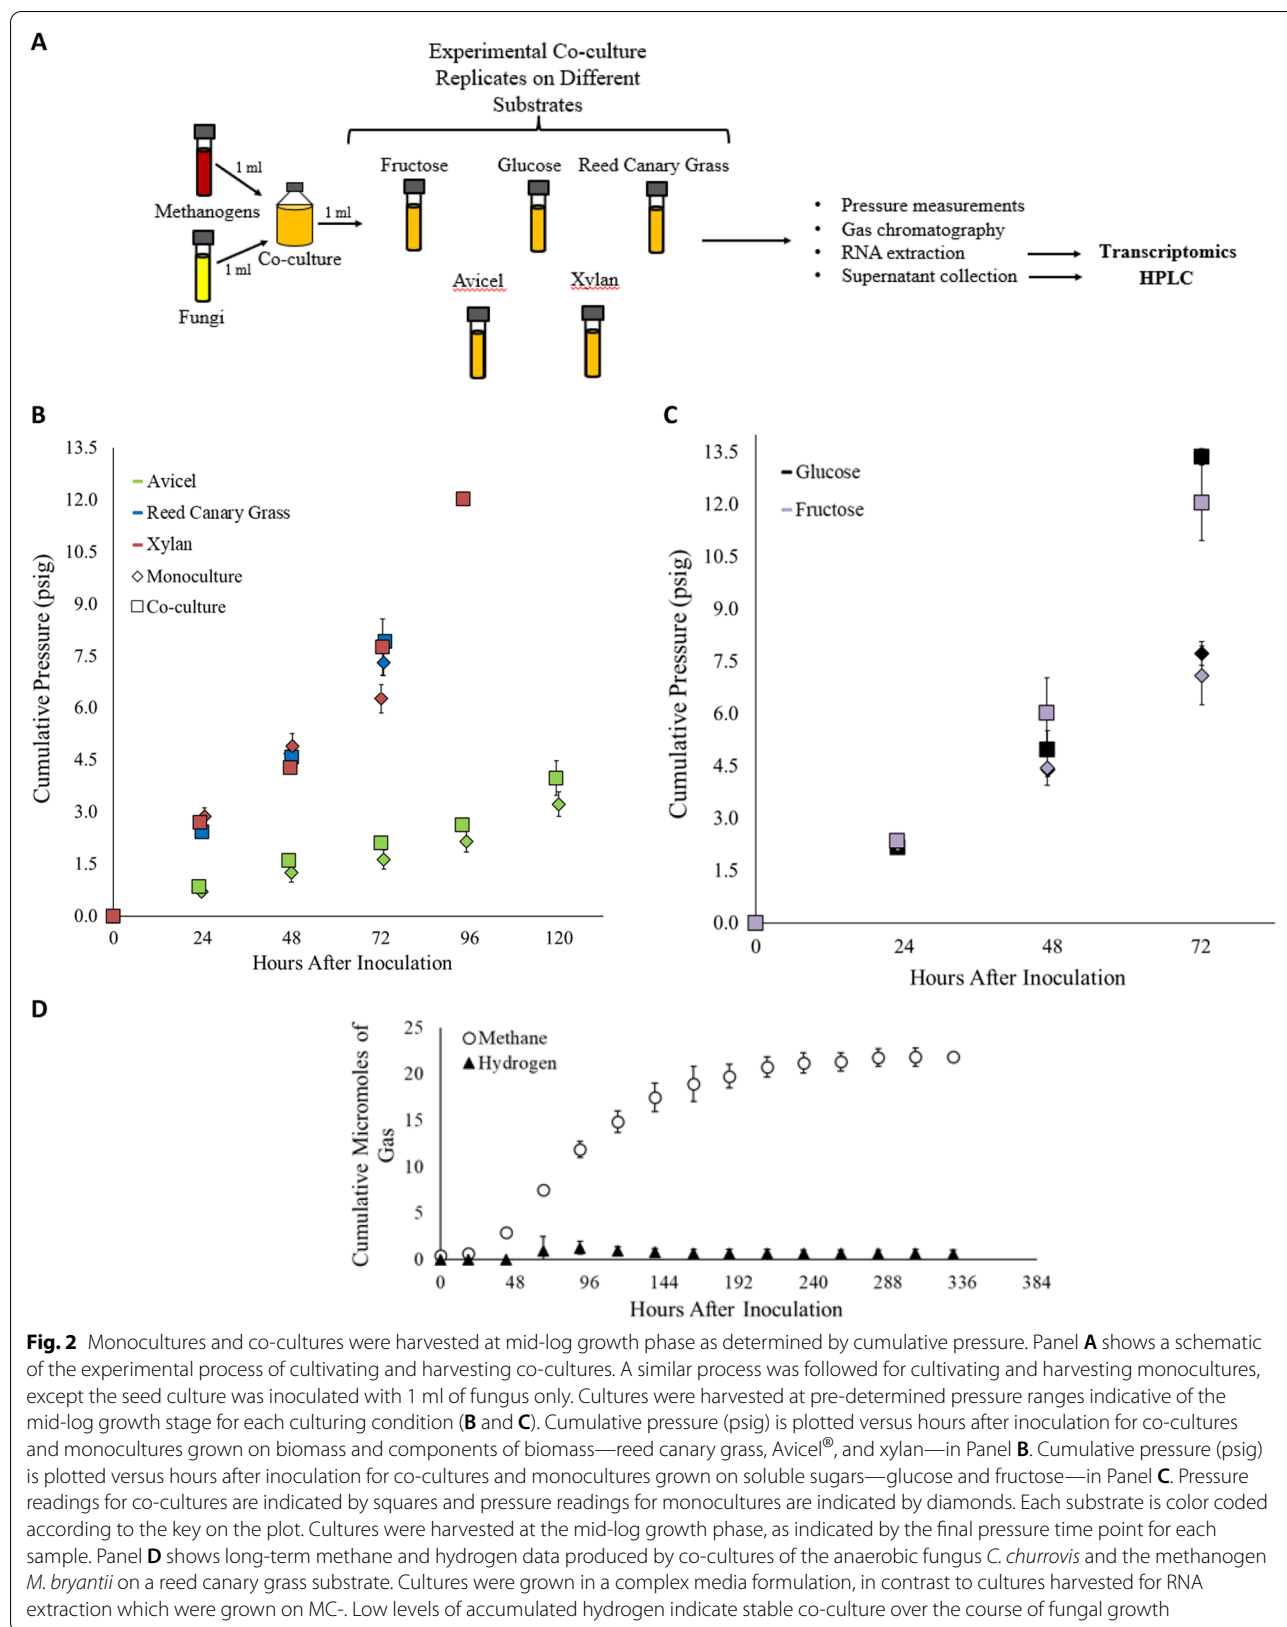 A
Experimental Co-culture
Replicates on Different
Substrates
Fructose
Glucose
Reed Canary Grass
1 ml
Methanogens
1 ml
Co-culture
1 ml
Fungi
Avicel
Xylan
• Pressure measurements
• Gas chromatography
• RNA extraction
• Supernatant collection
Transcriptomics
HPLC
B
Cumulative Pressure (psig)
13.5
12.0
10.5
9.0
7.5
6.0
4.5
3.0
1.5
0.0
Avicel
Reed Canary Grass
Xylan
Monoculture
Co-culture
0 24 48 72 96 120
Hours After Inoculation
C
Cumulative Pressure (psig)
13.5
12.0
10.5
9.0
7.5
6.0
4.5
3.0
1.5
0.0
Glucose
Fructose
0 24 48 72
Hours After Inoculation
D
Cumulative Micromoles of
Gas
25
20
15
10
5
0
Methane
Hydrogen
0 48 96 144 192 240 288 336 384
Hours After Inoculation
Fig. 2 Monocultures and co-cultures were harvested at mid-log growth phase as determined by cumulative pressure. Panel A shows a schematic
of the experimental process of cultivating and harvesting co-cultures. A similar process was followed for cultivating and harvesting monocultures,
except the seed culture was inoculated with 1 ml of fungus only. Cultures were harvested at pre-determined pressure ranges indicative of the
mid-log growth stage for each culturing condition (B and C). Cumulative pressure (psig) is plotted versus hours after inoculation for co-cultures
and monocultures grown on biomass and components of biomass—reed canary grass, Avicel®, and xylan—in Panel B. Cumulative pressure (psig)
is plotted versus hours after inoculation for co-cultures and monocultures grown on soluble sugars—glucose and fructose—in Panel C. Pressure
readings for co-cultures are indicated by squares and pressure readings for monocultures are indicated by diamonds. Each substrate is color coded
according to the key on the plot. Cultures were harvested at the mid-log growth phase, as indicated by the final pressure time point for each
sample. Panel D shows long-term methane and hydrogen data produced by co-cultures of the anaerobic fungus C. churrovis and the methanogen
M. bryantii on a reed canary grass substrate. Cultures were grown in a complex media formulation, in contrast to cultures harvested for RNA
extraction which were grown on MC-. Low levels of accumulated hydrogen indicate stable co-culture over the course of fungal growth